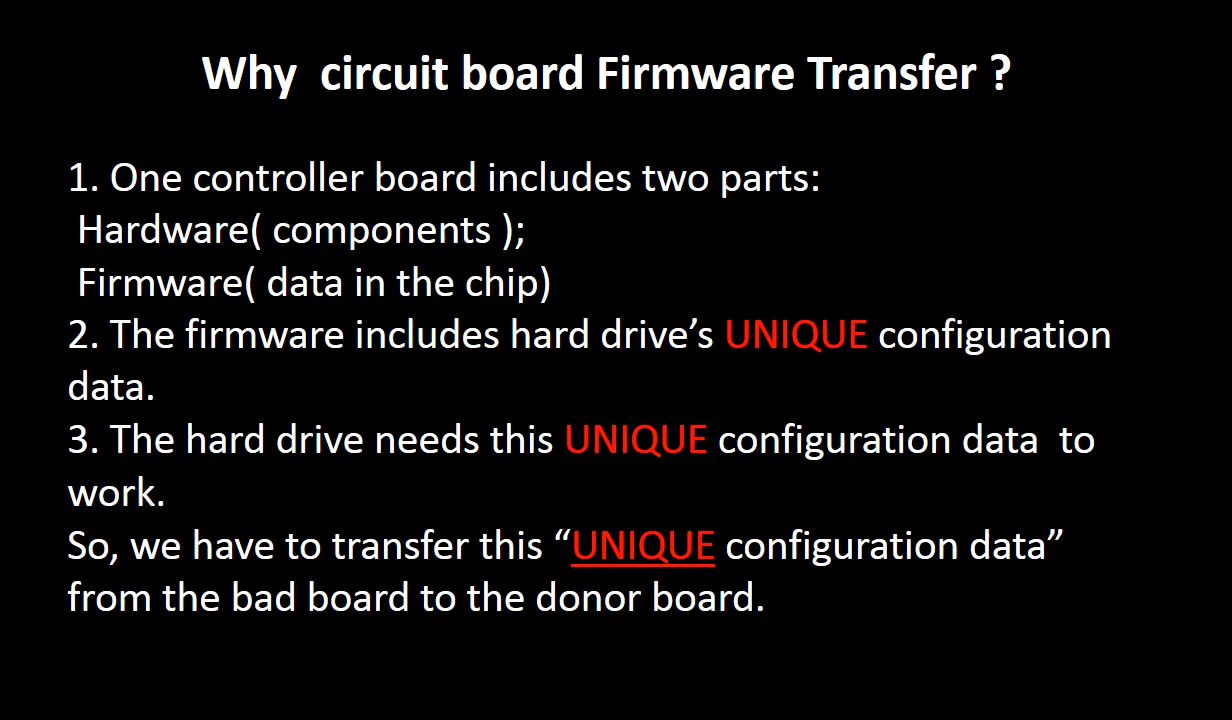 Why  circuit board Firmware Transfer ?
1. One controller board includes two parts:
Hardware( components );
Firmware( data in the chip)
2. The firmware includes hard drive’s UNIQUE configuration
data.
3. The hard drive needs this UNIQUE configuration data  to
work.
So, we have to transfer this “UNIQUE configuration data”
from the bad board to the donor board.